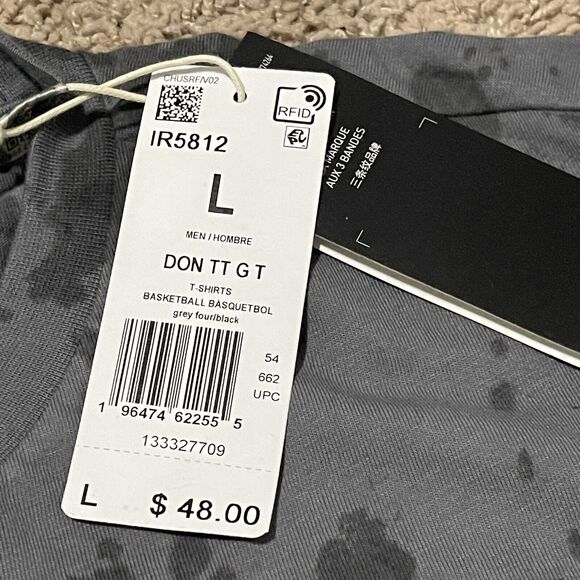 CHUSRF/V02
RFID
IR5812
L
MEN / HOMBRE
DON TT G T
T-SHIRTS
BASKETBALL BASQUETBOL
grey four/black
54
662
UPC
1 96474 62255 5
133327709
L $ 48.00
MARQUE
AUX 3 BANDES
三条纹品牌